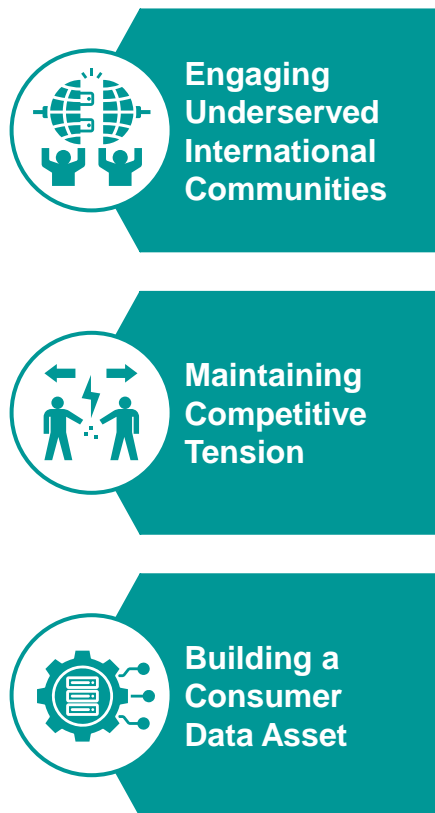 Engaging
Underserved
International
Communities
Maintaining
Competitive
Tension
Building a
Consumer
Data Asset